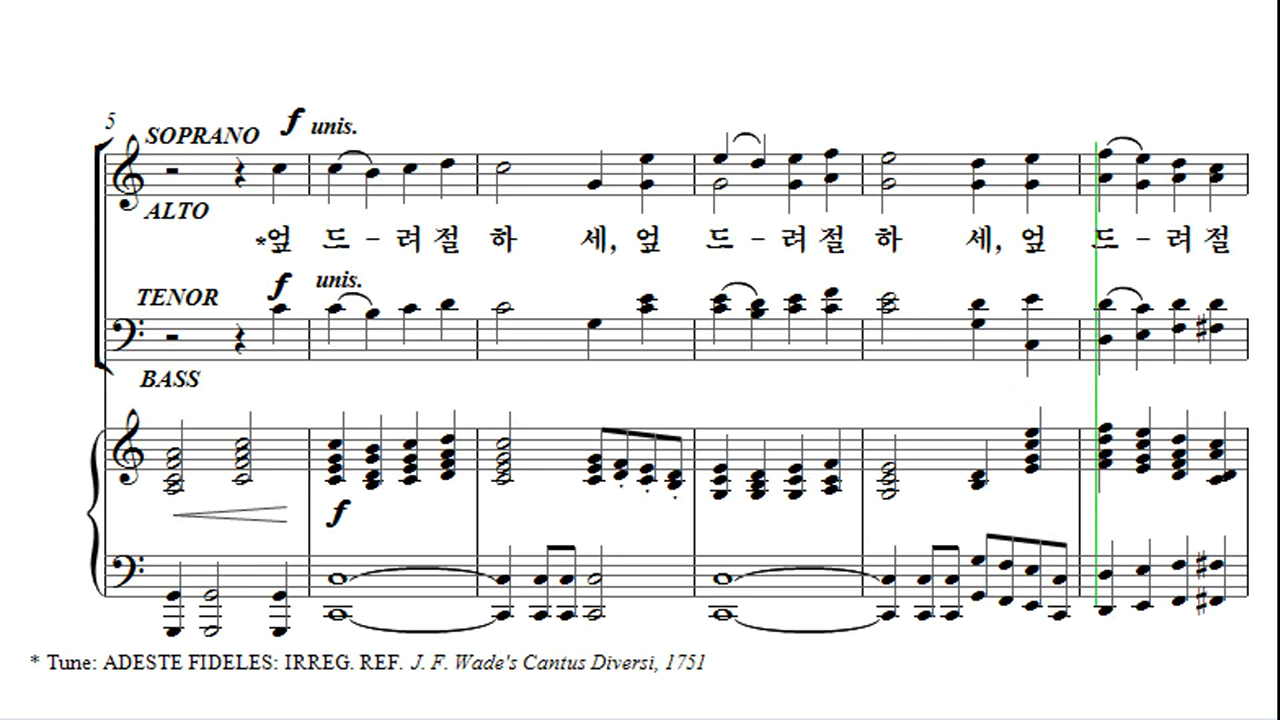 5
SOPRANO f unis.
ALTO
*엎 드 - 려 절 하 세, 엎 드 - 려 절 하 세, 엎 드 - 려 절
TENOR f unis.
BASS
f
* Tune: ADESTE FIDELES: IRREG. REF. J. F. Wade's Cantus Diversi, 1751